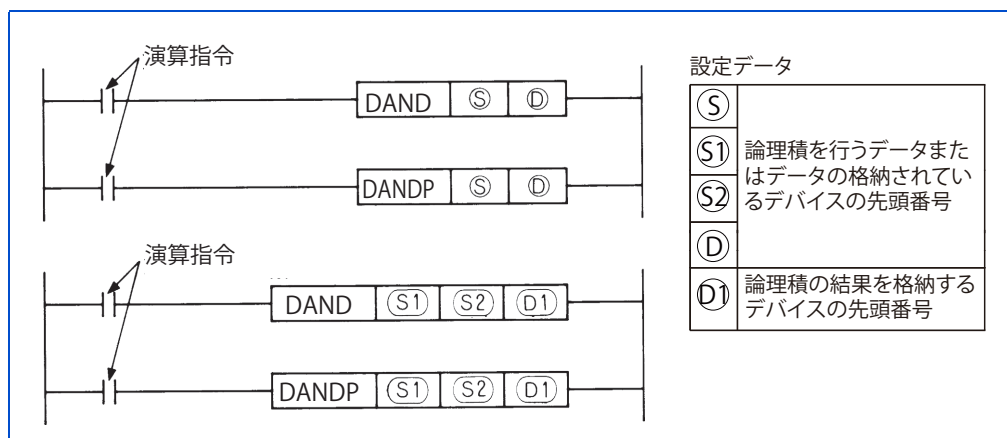 演算指令
DAND Ⓢ Ⓓ
DANDP Ⓢ Ⓓ
演算指令
DAND S1 S2 D1
DANDP S1 S2 D1
設定データ
S
S1
S2
D
論理積を行うデータまた
はデータの格納されてい
るデバイスの先頭番号
D1
論理積の結果を格納する
デバイスの先頭番号